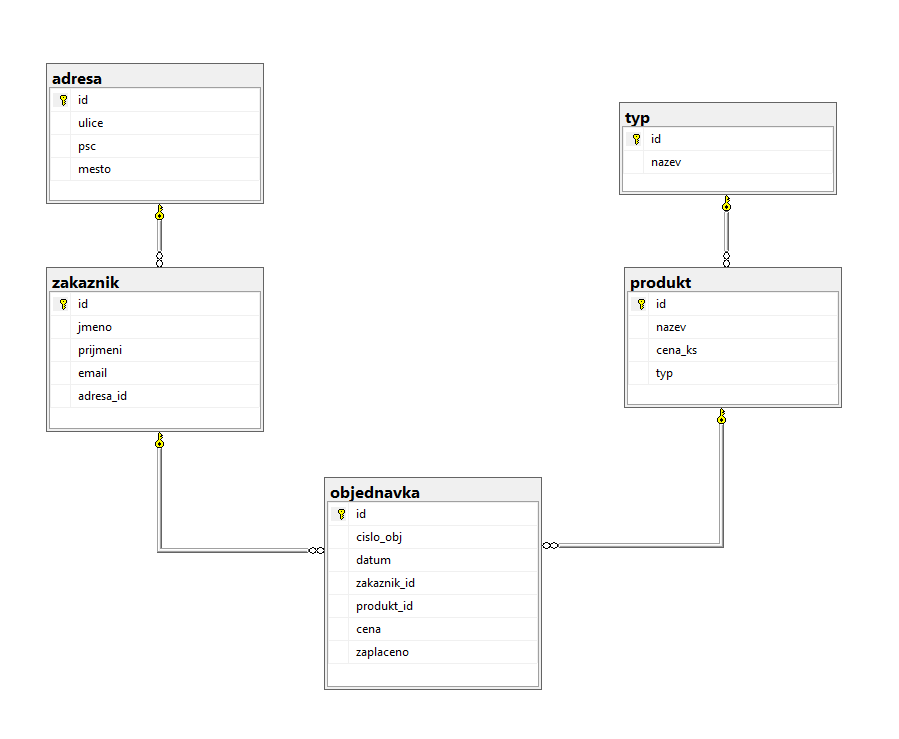 adresa
id
ulice
psc
mesto
typ
id
nazev
zakaznik
id
jmeno
prijmeni
email
adresa_id
produkt
id
nazev
cena_ks
typ
objednavka
id
cislo_obj
datum
zakaznik_id
produkt_id
cena
zaplaceno